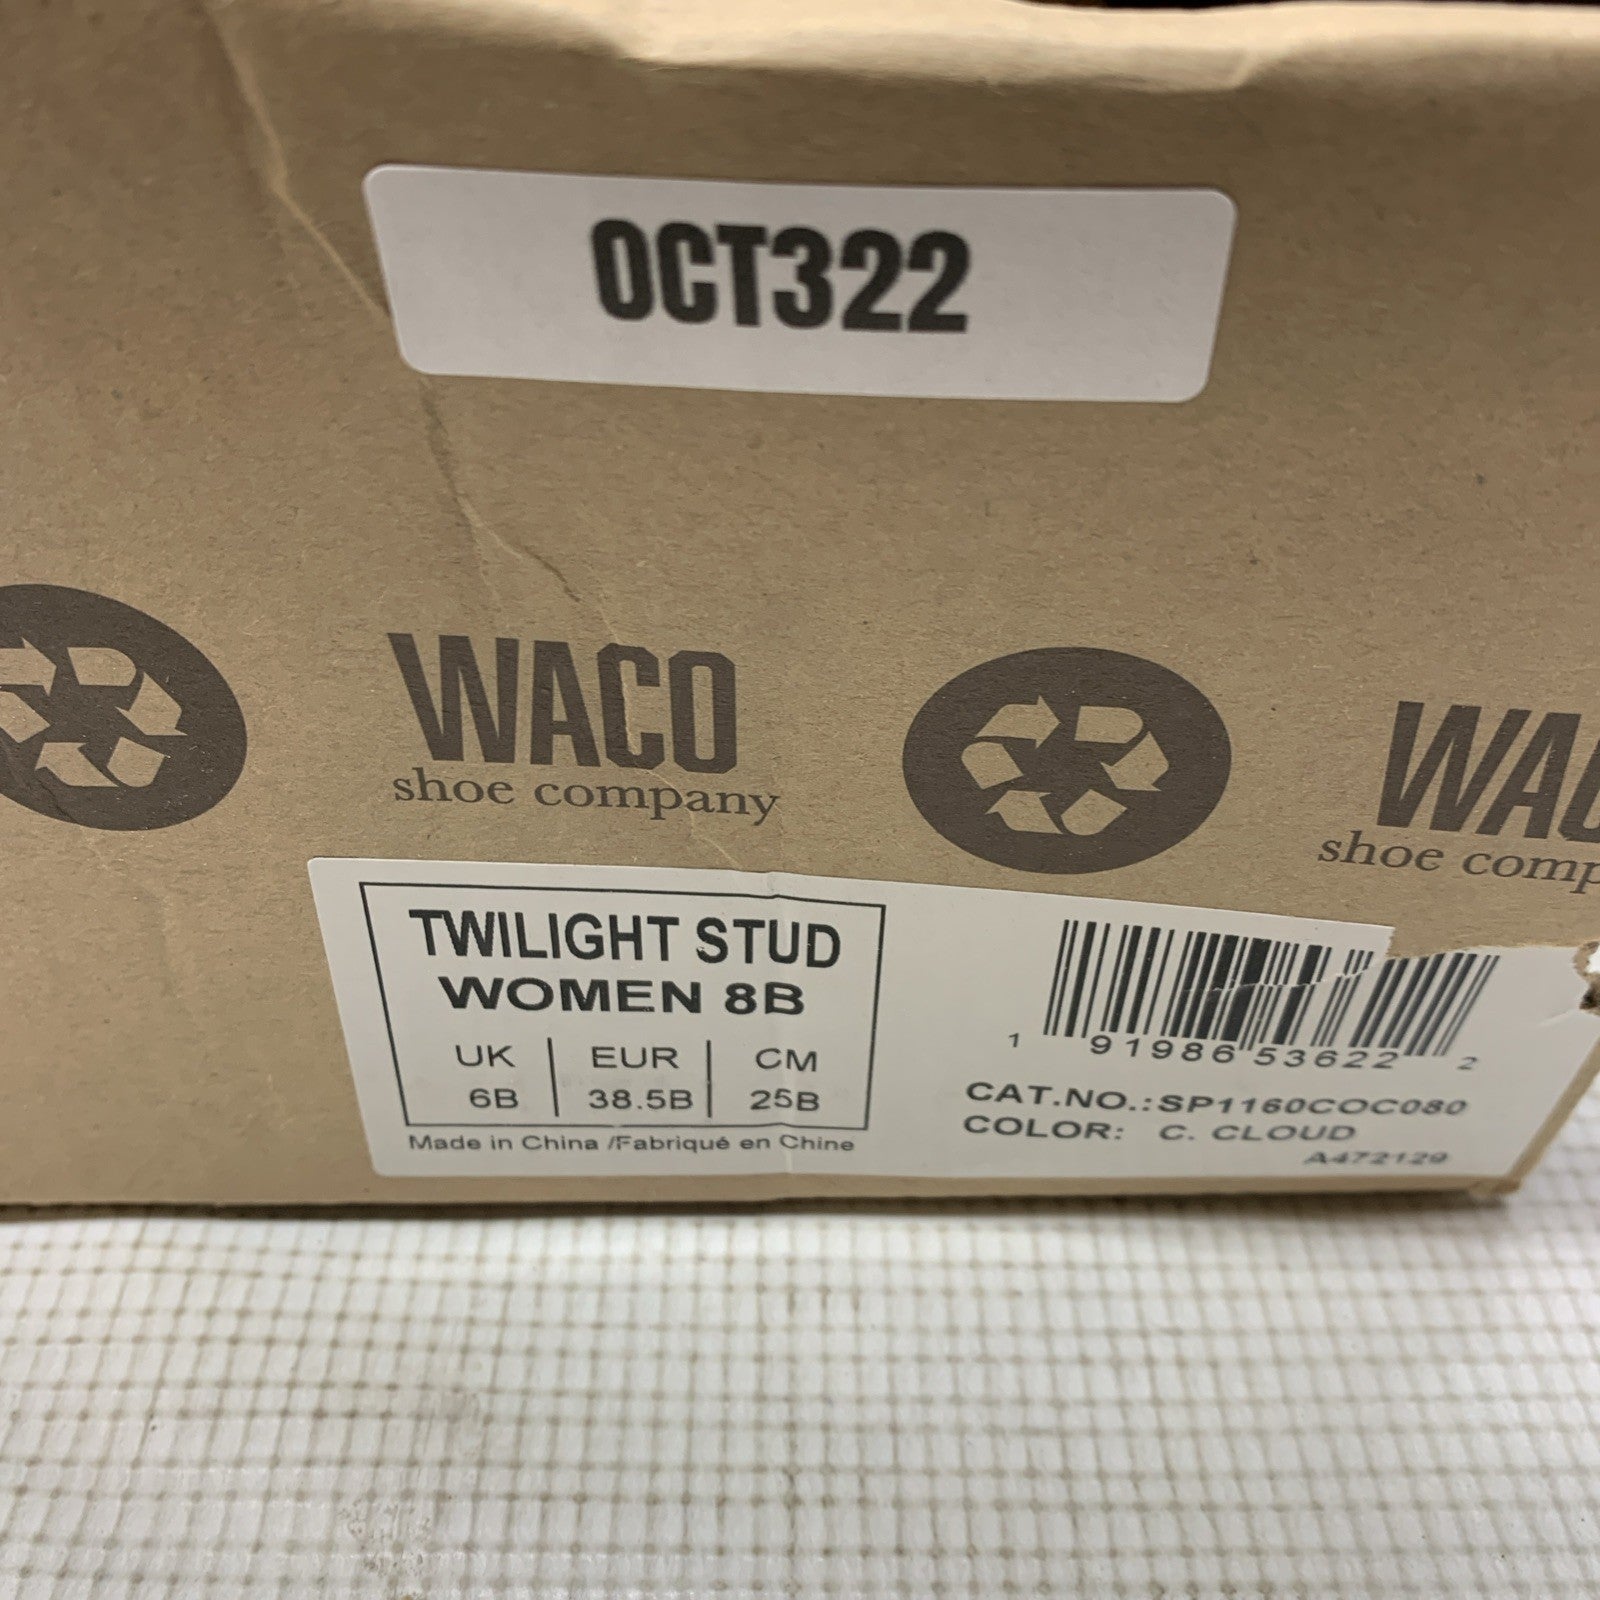 OCT322
WACO
shoe company
WA
shoe comp
TWILIGHT STUD
WOMEN 8B
UK | EUR | CM
6B | 38.5B | 25B
Made in China /Fabriqué en Chine
1 91986 53622 2
CAT.NO.:SP1160COC080
COLOR: C. CLOUD
A472129